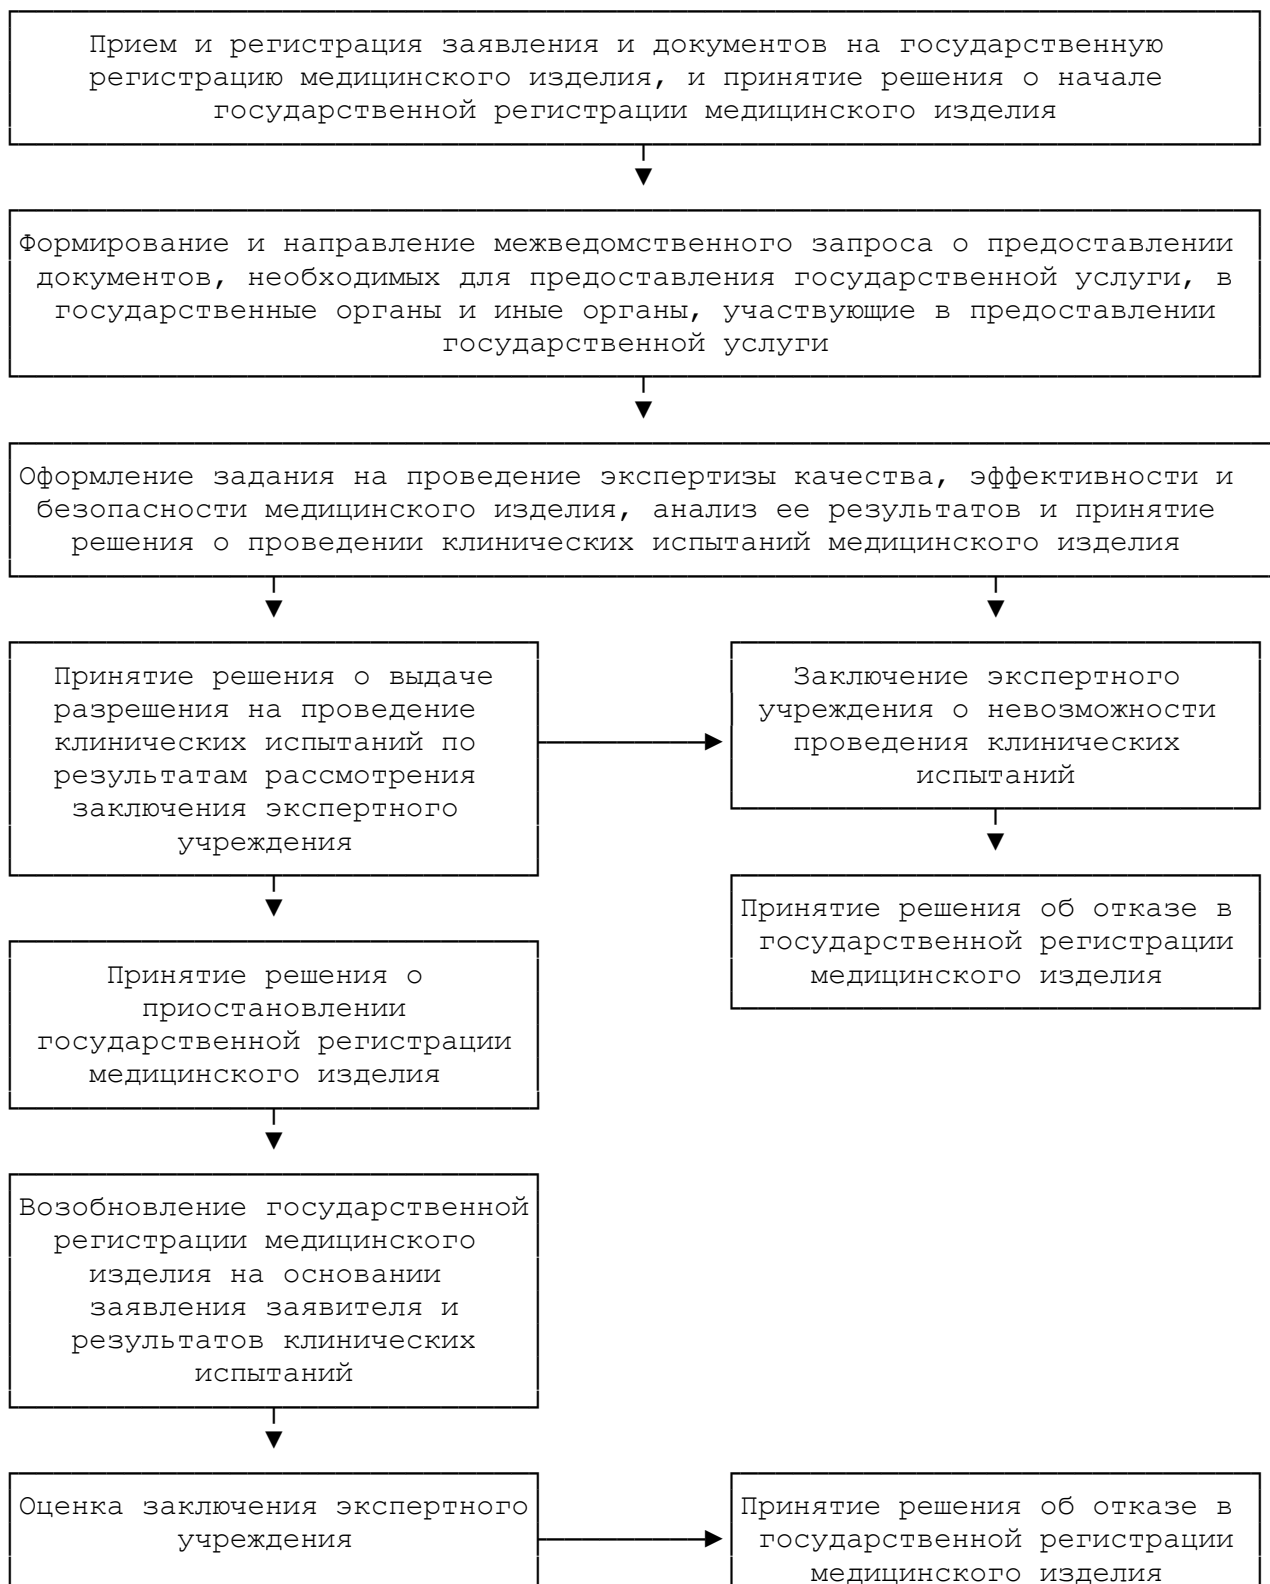 Прием и регистрация заявления и документов на государственную
регистрацию медицинского изделия, и принятие решения о начале
государственной регистрации медицинского изделия
Формирование и направление межведомственного запроса о предоставлении
документов, необходимых для предоставления государственной услуги, в
государственные органы и иные органы, участвующие в предоставлении
государственной услуги
Оформление задания на проведение экспертизы качества, эффективности и
безопасности медицинского изделия, анализ ее результатов и принятие
решения о проведении клинических испытаний медицинского изделия
Принятие решения о выдаче
разрешения на проведение
клинических испытаний по
результатам рассмотрения
заключения экспертного
учреждения
Заключение экспертного
учреждения о невозможности
проведения клинических
испытаний
Принятие решения об отказе в
государственной регистрации
медицинского изделия
Принятие решения о
приостановлении
государственной регистрации
медицинского изделия
Возобновление государственной
регистрации медицинского
изделия на основании
заявления заявителя и
результатов клинических
испытаний
Оценка заключения экспертного
учреждения
Принятие решения об отказе в
государственной регистрации
медицинского изделия